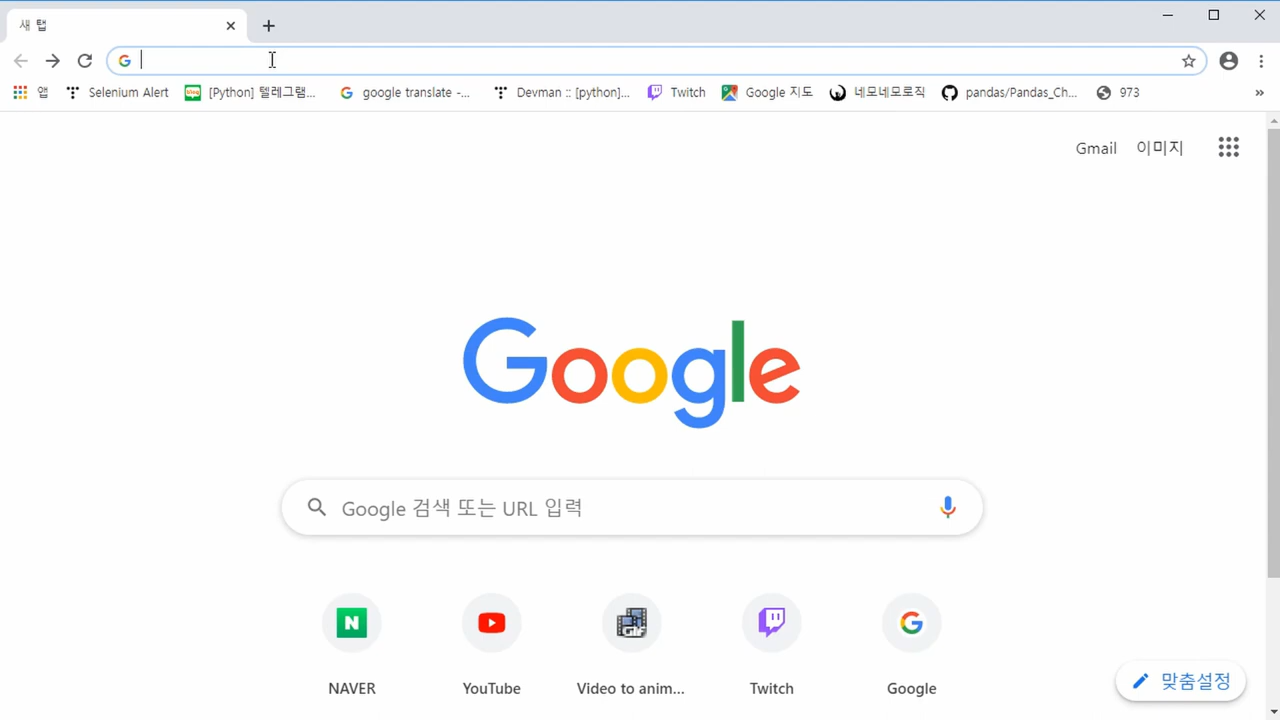 새 탭
앱 Selenium Alert [Python] 텔레그램... google translate -... Devman :: [python]... Twitch Google 지도 네모네모로직 pandas/Pandas_Ch... 973 »
Gmail 이미지
Google
Google 검색 또는 URL 입력
NAVER YouTube Video to anim... Twitch Google
맞춤설정